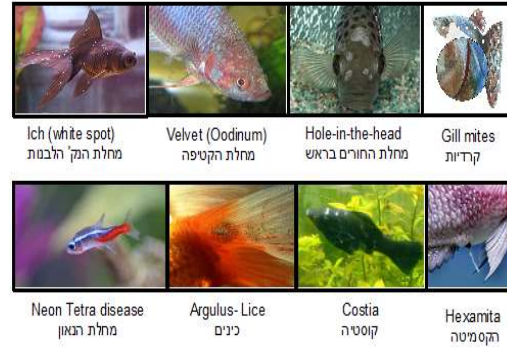 Ich (white spot)
מחלת הנק' הלבנות
Velvet (Oodinum)
מחלת הקטיפה
Hole-in-the-head
מחלת החורים בראש
Gill mites
קרדיות
Neon Tetra disease
מחלת הנאון
Argulus- Lice
כינים
Costia
קוסטיה
Hexamita
הקסמיטה